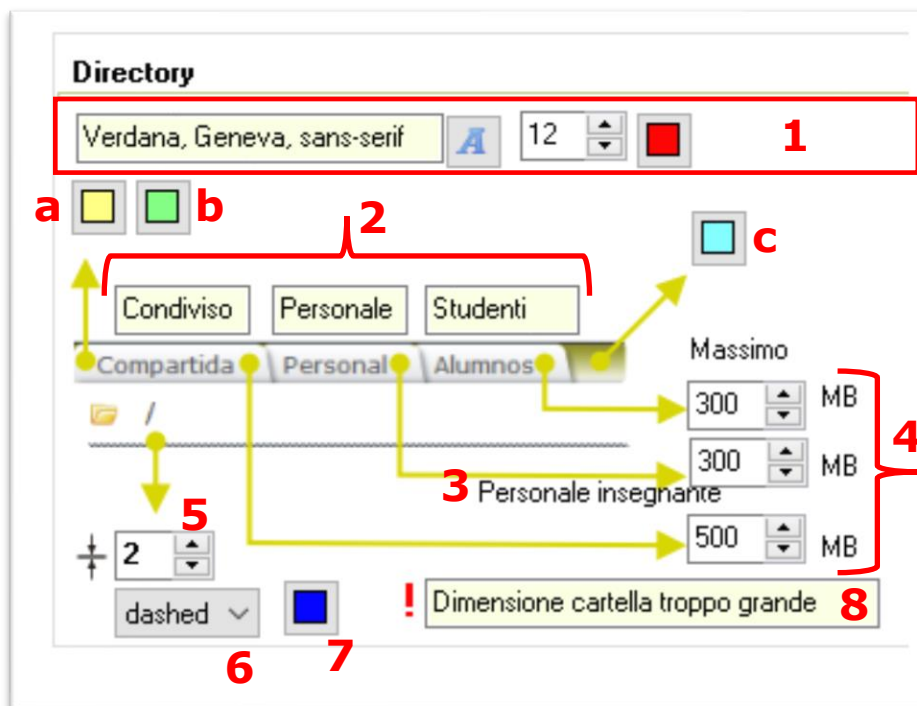 Directory
Verdana, Geneva, sans-serif A 12 1
a b 2 c
Condiviso Personale Studenti
Compartida Personal Alumnos Massimo
300 MB
/
300 MB 4
3 Personale insegnante
5 500 MB
2
dashed ! Dimensione cartella troppo grande 8
6 7